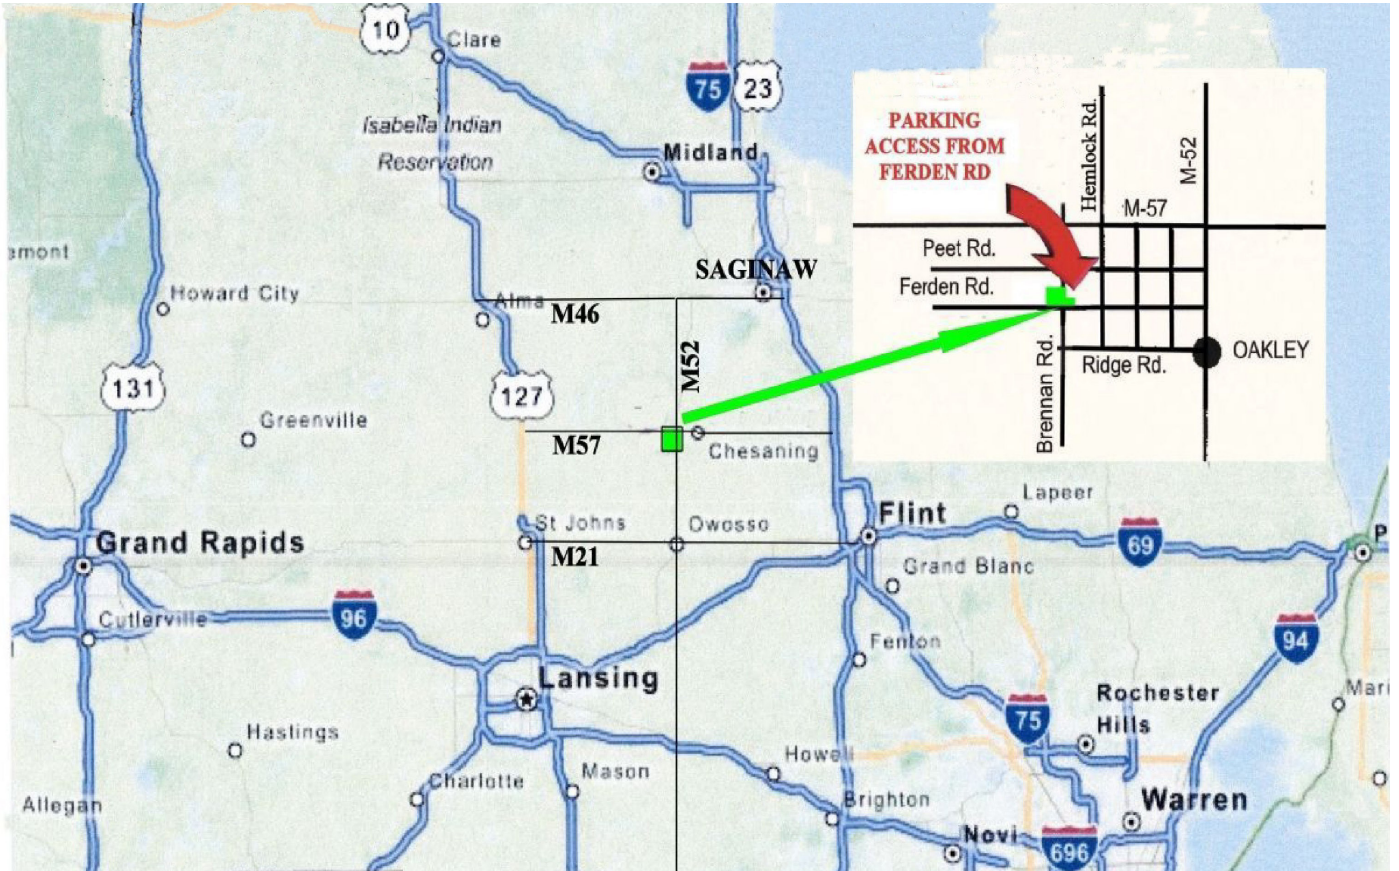 10
Clare
75
23
Isabella Indian
Reservation
Midland
PARKING
ACCESS FROM
FERDEN RD
Hemlock Rd.
M-52
M-57
Peet Rd.
Ferden Rd.
Brennan Rd.
Ridge Rd.
OAKLEY
emont
Howard City
SAGINAW
Alma
M46
M52
131
127
Greenville
M57
Chesaning
Lapeer
St Johns
Owosso
Flint
M21
69
P
Grand Rapids
Grand Blanc
96
Cutlerville
Fenton
94
Lansing
Rochester
Hills
Mari
75
Hastings
Howell
Charlotte
Mason
Allegan
Brighton
Warren
Novi
696